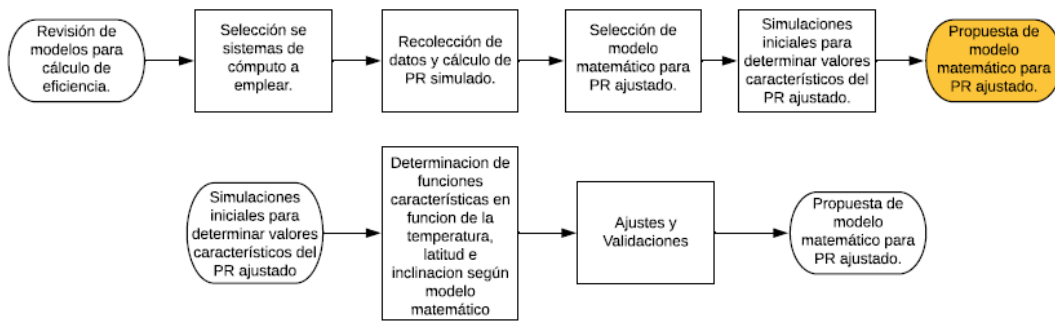 Revisión de
modelos para
cálculo de
eficiencia.
Selección se
sistemas de
cómputo a
emplear.
Recolección de
datos y cálculo de
PR simulado.
Selección de
modelo
matemático para
PR ajustado.
Simulaciones
iniciales para
determinar valores
característicos del
PR ajustado.
Propuesta de
modelo
matemático para
PR ajustado.
Simulaciones
iniciales para
determinar valores
característicos del
PR ajustado
Determinacion de
funciones
características en
funcion de la
temperatura,
latitud e
inclinacion según
modelo
matemático
Ajustes y
Validaciones
Propuesta de
modelo
matemático para
PR ajustado.